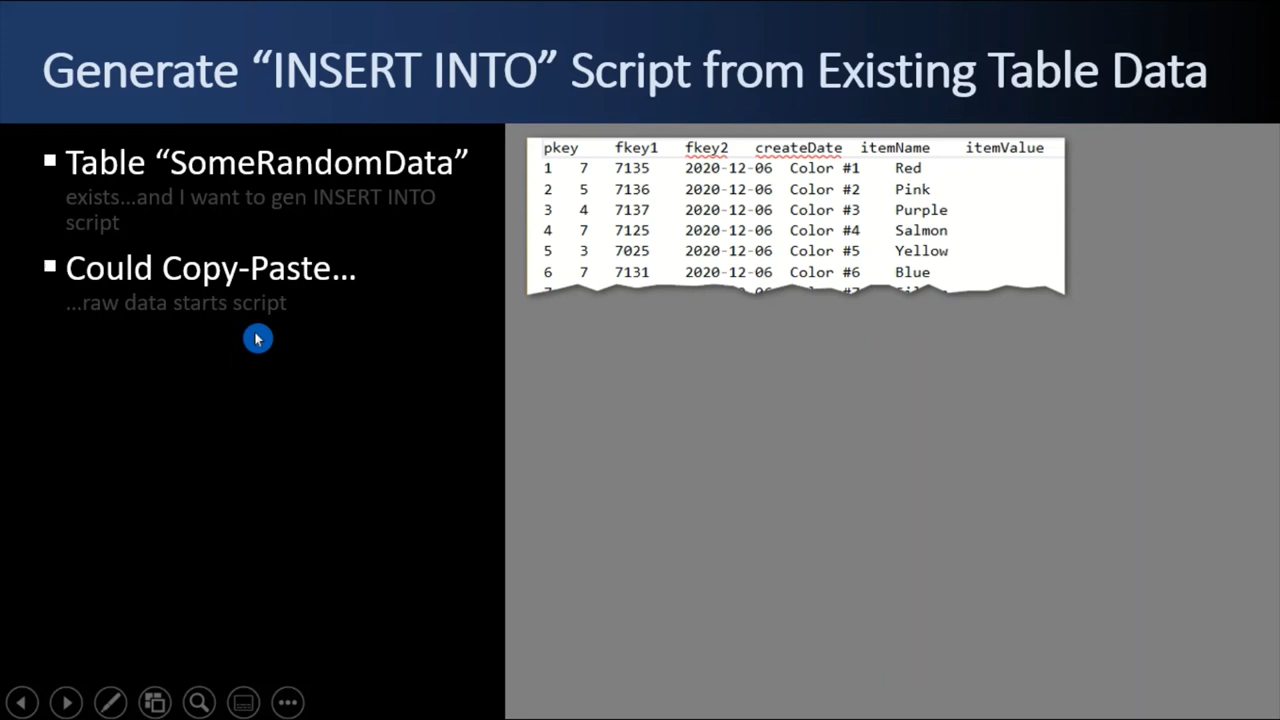 Generate “INSERT INTO” Script from Existing Table Data
▪ Table “SomeRandomData”
exists...and I want to gen INSERT INTO
script
▪ Could Copy-Paste...
...raw data starts script
pkey fkey1 fkey2 createDate itemName itemValue
1 7 7135 2020-12-06 Color #1 Red
2 5 7136 2020-12-06 Color #2 Pink
3 4 7137 2020-12-06 Color #3 Purple
4 7 7125 2020-12-06 Color #4 Salmon
5 3 7025 2020-12-06 Color #5 Yellow
6 7 7131 2020-12-06 Color #6 Blue